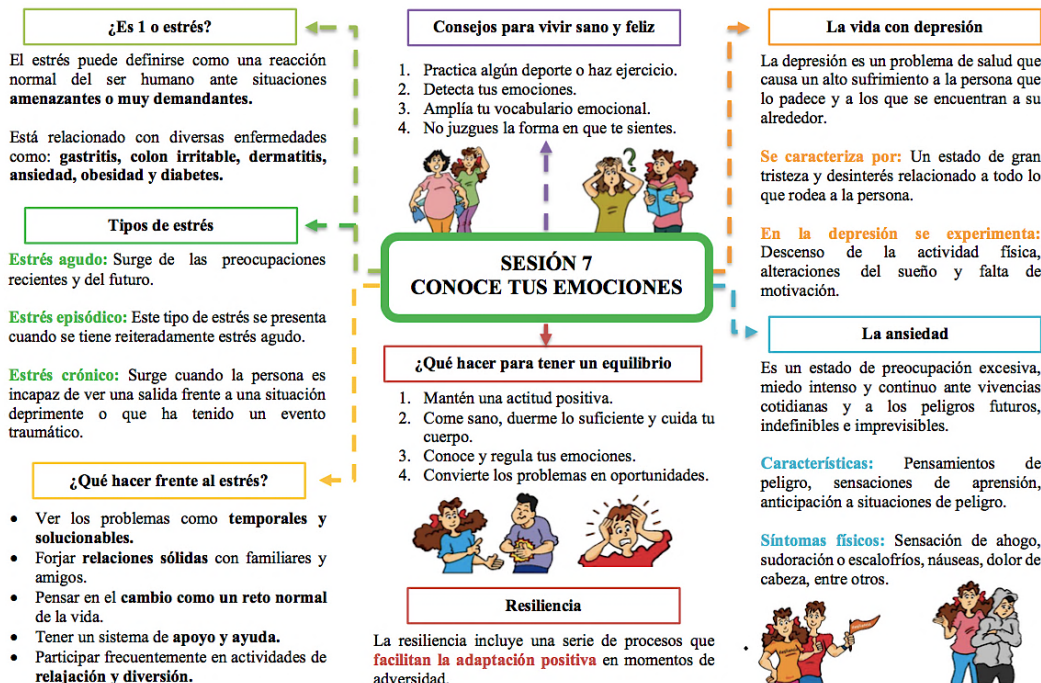 ¿Es 1 o estrés?
El estrés puede definirse como una reacción
normal del ser humano ante situaciones
amenazantes o muy demandantes.
Está relacionado con diversas enfermedades
como: gastritis, colon irritable, dermatitis,
ansiedad, obesidad y diabetes.
Tipos de estrés
Estrés agudo: Surge de las preocupaciones
recientes y del futuro.
Estrés episódico: Este tipo de estrés se presenta
cuando se tiene reiteradamente estrés agudo.
Estrés crónico: Surge cuando la persona es
incapaz de ver una salida frente a una situación
deprimente o que ha tenido un evento
traumático.
¿Qué hacer frente al estrés?
• Ver los problemas como temporales y
solucionables.
• Forjar relaciones sólidas con familiares y
amigos.
• Pensar en el cambio como un reto normal
de la vida.
• Tener un sistema de apoyo y ayuda.
• Participar frecuentemente en actividades de
relajación y diversión.
Consejos para vivir sano y feliz
1. Practica algún deporte o haz ejercicio.
2. Detecta tus emociones.
3. Amplía tu vocabulario emocional.
4. No juzgues la forma en que te sientes.
?
SESIÓN 7
CONOCE TUS EMOCIONES
¿Qué hacer para tener un equilibrio
1. Mantén una actitud positiva.
2. Come sano, duerme lo suficiente y cuida tu
cuerpo.
3. Conoce y regula tus emociones.
4. Convierte los problemas en oportunidades.
Resiliencia
La resiliencia incluye una serie de procesos que
facilitan la adaptación positiva en momentos de
adversidad.
La vida con depresión
La depresión es un problema de salud que
causa un alto sufrimiento a la persona que
lo padece y a los que se encuentran a su
alrededor.
Se caracteriza por: Un estado de gran
tristeza y desinterés relacionado a todo lo
que rodea a la persona.
En la depresión se experimenta:
Descenso de la actividad física,
alteraciones del sueño y falta de
motivación.
La ansiedad
Es un estado de preocupación excesiva,
miedo intenso y continuo ante vivencias
cotidianas y a los peligros futuros,
indefinibles e imprevisibles.
Características: Pensamientos de
peligro, sensaciones de aprensión,
anticipación a situaciones de peligro.
Síntomas físicos: Sensación de ahogo,
sudoración o escalofríos, náuseas, dolor de
cabeza, entre otros.